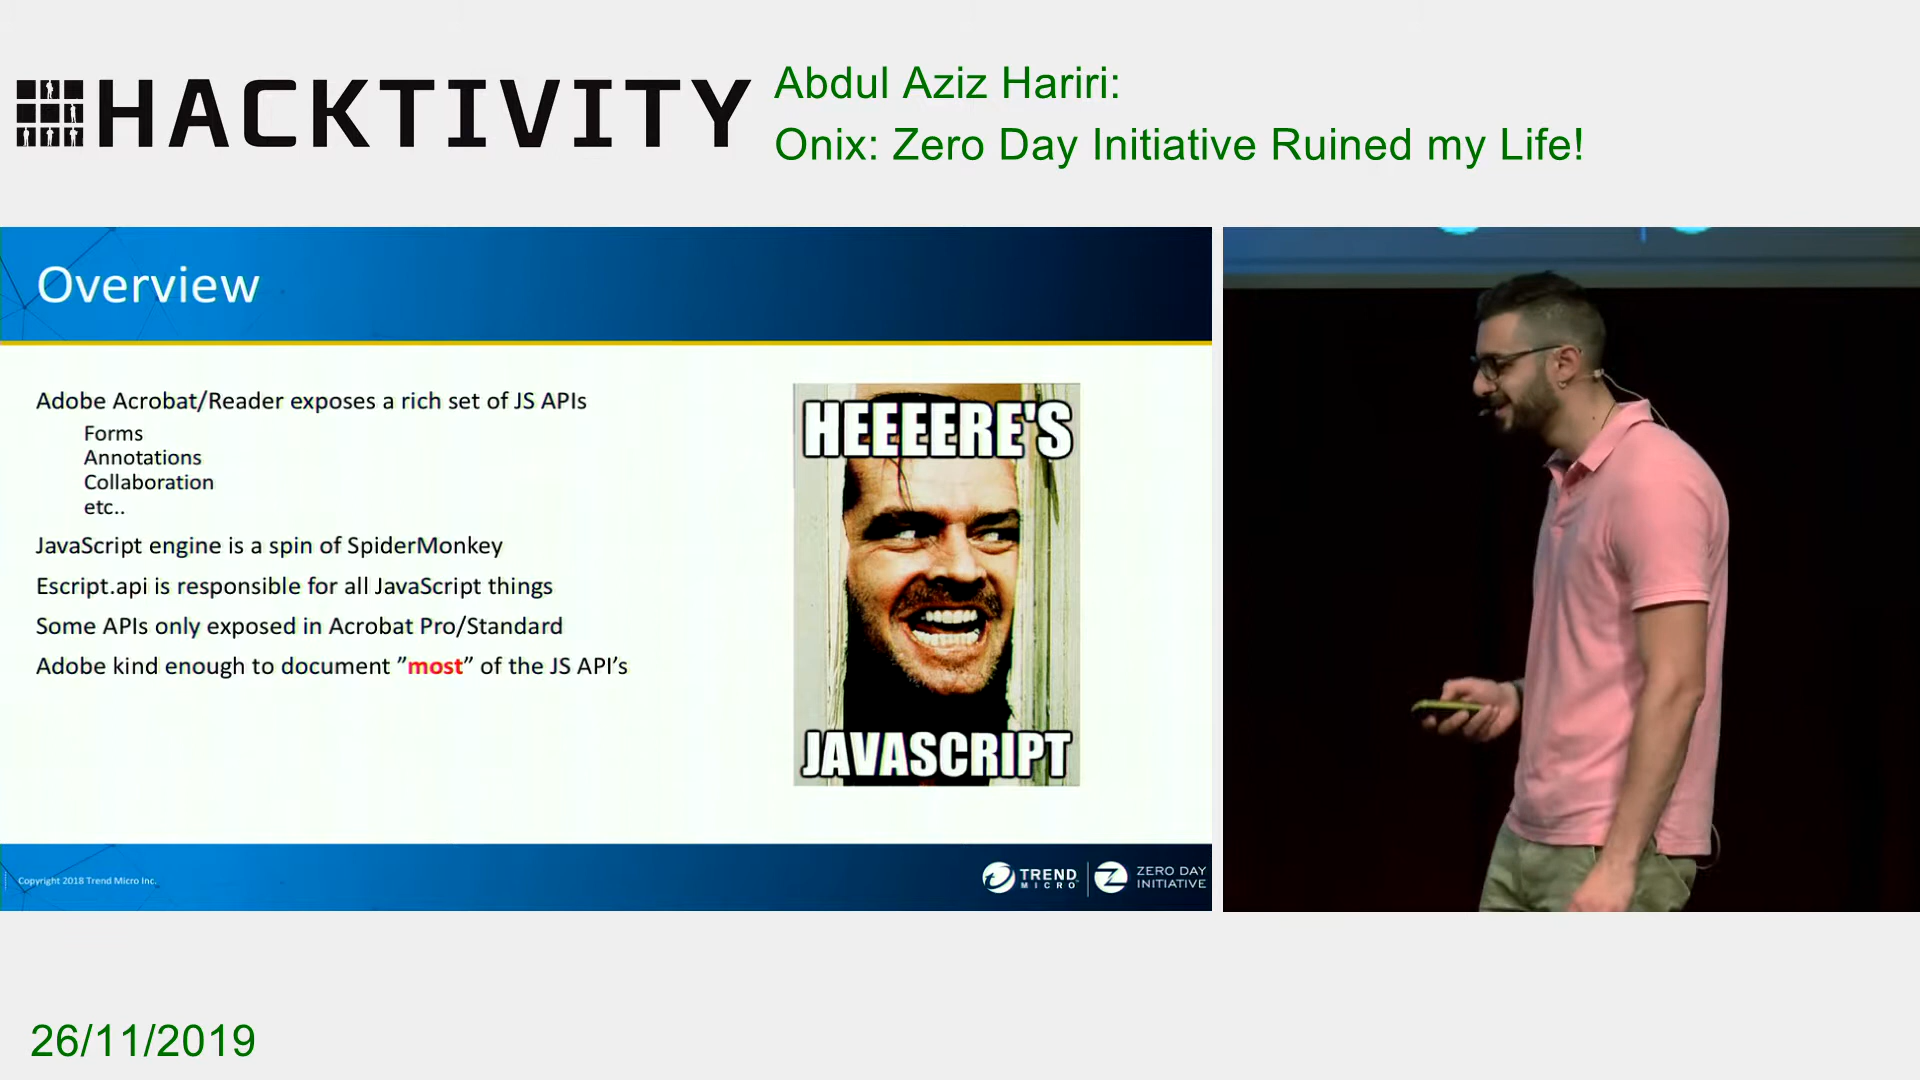 HACKTIVITY
Abdul Aziz Hariri:
Onix: Zero Day Initiative Ruined my Life!
Overview
Adobe Acrobat/Reader exposes a rich set of JS APIs
Forms
Annotations
Collaboration
etc..
JavaScript engine is a spin of SpiderMonkey
Escript.api is responsible for all JavaScript things
Some APIs only exposed in Acrobat Pro/Standard
Adobe kind enough to document ”most” of the JS API’s
HEEEERE'S
JAVASCRIPT
Copyright 2018 Trend Micro Inc.
TREND
MICRO
ZERO DAY
INITIATIVE
26/11/2019